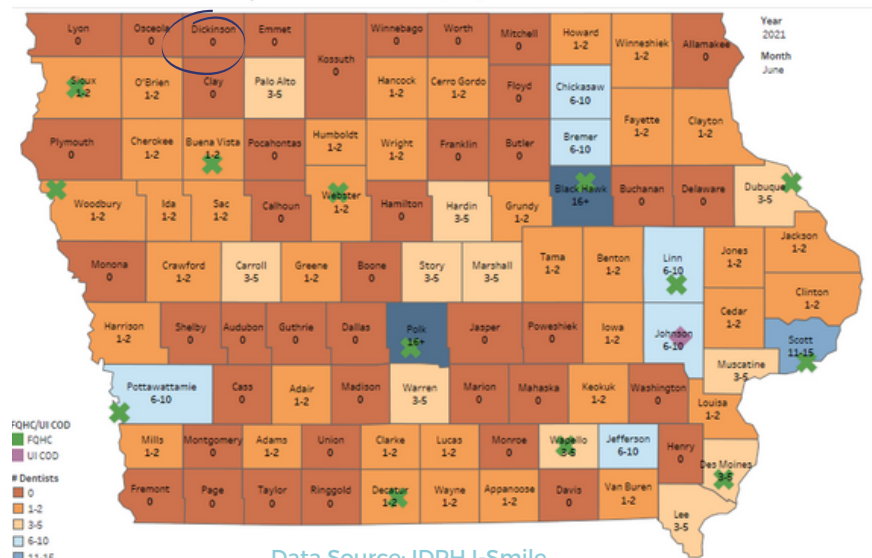 Year
2021
Month
June
Lyon
0
Osceola
0
Dickinson
0
Emmet
0
Kossuth
0
Winnebago
0
Worth
0
Mitchell
0
Howard
1-2
Winneshiek
1-2
Allamakee
0
Sioux
1-2
O'Brien
1-2
Clay
0
Palo Alto
3-5
Hancock
1-2
Cerro Gordo
1-2
Floyd
0
Chickasaw
6-10
Fayette
1-2
Clayton
1-2
Plymouth
0
Cherokee
1-2
Buena Vista
1-2
Pocahontas
0
Humboldt
1-2
Wright
1-2
Franklin
0
Butler
0
Bremer
6-10
Woodbury
1-2
Ida
1-2
Sac
1-2
Calhoun
0
Webster
1-2
Hamilton
0
Hardin
3-5
Grundy
1-2
Black Hawk
16+
Buchanan
0
Delaware
0
Dubuque
3-5
Monona
0
Crawford
1-2
Carroll
3-5
Greene
1-2
Boone
0
Story
3-5
Marshall
3-5
Tama
1-2
Benton
1-2
Linn
6-10
Jones
1-2
Jackson
1-2
Clinton
1-2
Harrison
1-2
Shelby
0
Audubon
0
Guthrie
0
Dallas
0
Polk
16+
Jasper
0
Poweshiek
0
Iowa
1-2
Johnson
6-10
Cedar
1-2
Scott
11-15
Muscatine
3-5
Pottawattamie
6-10
Cass
0
Adair
1-2
Madison
0
Warren
3-5
Marion
0
Mahaska
0
Keokuk
1-2
Washington
0
Louisa
1-2
Mills
1-2
Montgomery
0
Adams
1-2
Union
0
Clarke
1-2
Lucas
1-2
Monroe
0
Wapello
3-5
Jefferson
6-10
Henry
0
Des Moines
3-5
Fremont
0
Page
0
Taylor
0
Ringgold
0
Decatur
1-2
Wayne
1-2
Appanoose
1-2
Davis
0
Van Buren
1-2
Lee
3-5
FQHC/UI COD
FQHC
UI COD
# Dentists
0
1-2
3-5
6-10
11-15
Data Source: IDPH I-Smile